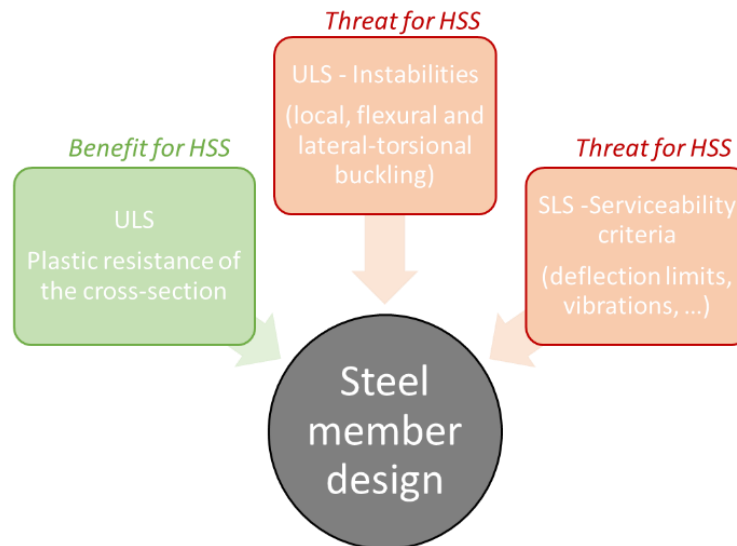 Threat for HSS
ULS - Instabilities
(local, flexural and
lateral-torsional
buckling)
Benefit for HSS
ULS
Plastic resistance of
the cross-section
Threat for HSS
SLS -Serviceability
criteria
(deflection limits,
vibrations, ...)
Steel
member
design